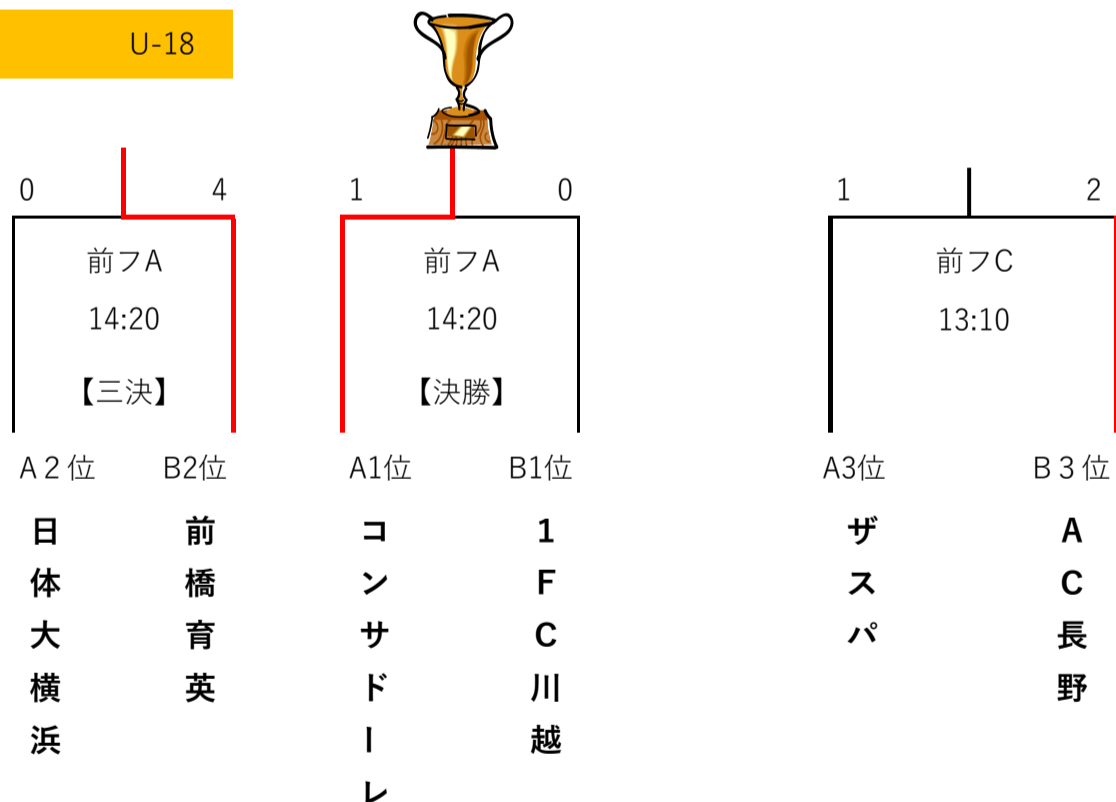 U-18
0 4
1 0
1 2
前フA
14:20
【三決】
前フA
14:20
【決勝】
前フC
13:10
A２位
B2位
A1位
B1位
A3位
B３位
日体大横浜
前橋育英
コンサドーレ
1FC川越
ザスパ
AC長野